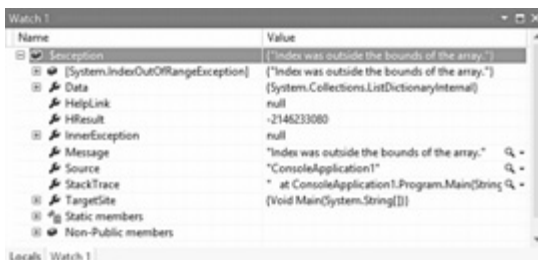 Watch 1
Name Value
$exception {"Index was outside the bounds of the array."}
[System.IndexOutOfRangeException] {"Index was outside the bounds of the array."}
Data {System.Collections.ListDictionaryInternal}
HelpLink null
HResult -2146233080
InnerException null
Message "Index was outside the bounds of the array."
Source "ConsoleApplication1"
StackTrace "   at ConsoleApplication1.Program.Main(String
TargetSite {Void Main(System.String[])}
Static members
Non-Public members
Locals Watch 1